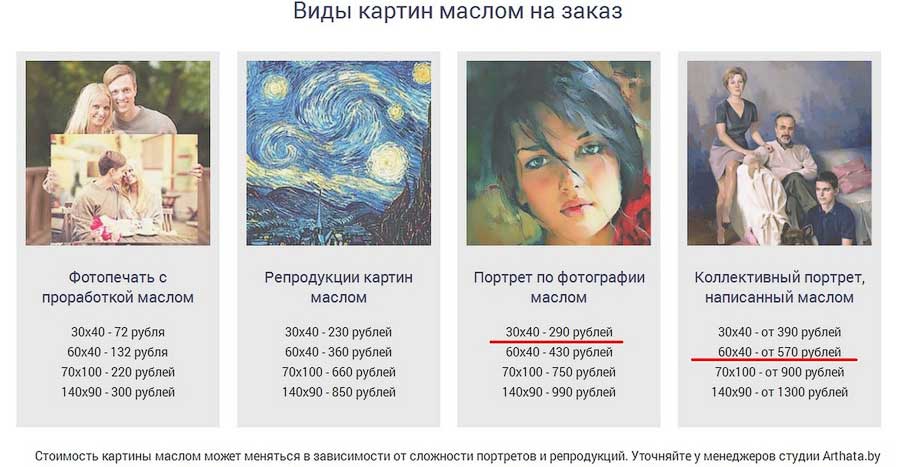 Виды картин маслом на заказ
Фотопечать с
проработкой маслом
30x40 - 72 рубля
60x40 - 132 рубля
70x100 - 220 рублей
140x90 - 300 рублей
Репродукции картин
маслом
30x40 - 230 рублей
60x40 - 360 рублей
70x100 - 660 рублей
140x90 - 850 рублей
Портрет по фотографии
маслом
30x40 - 290 рублей
60x40 - 430 рублей
70x100 - 750 рублей
140x90 - 990 рублей
Коллективный портрет,
написанный маслом
30x40 - от 390 рублей
60x40 - от 570 рублей
70x100 - от 900 рублей
140x90 - от 1300 рублей
Стоимость картины маслом может меняться в зависимости от сложности портретов и репродукций. Уточняйте у менеджеров студии Arthata.by